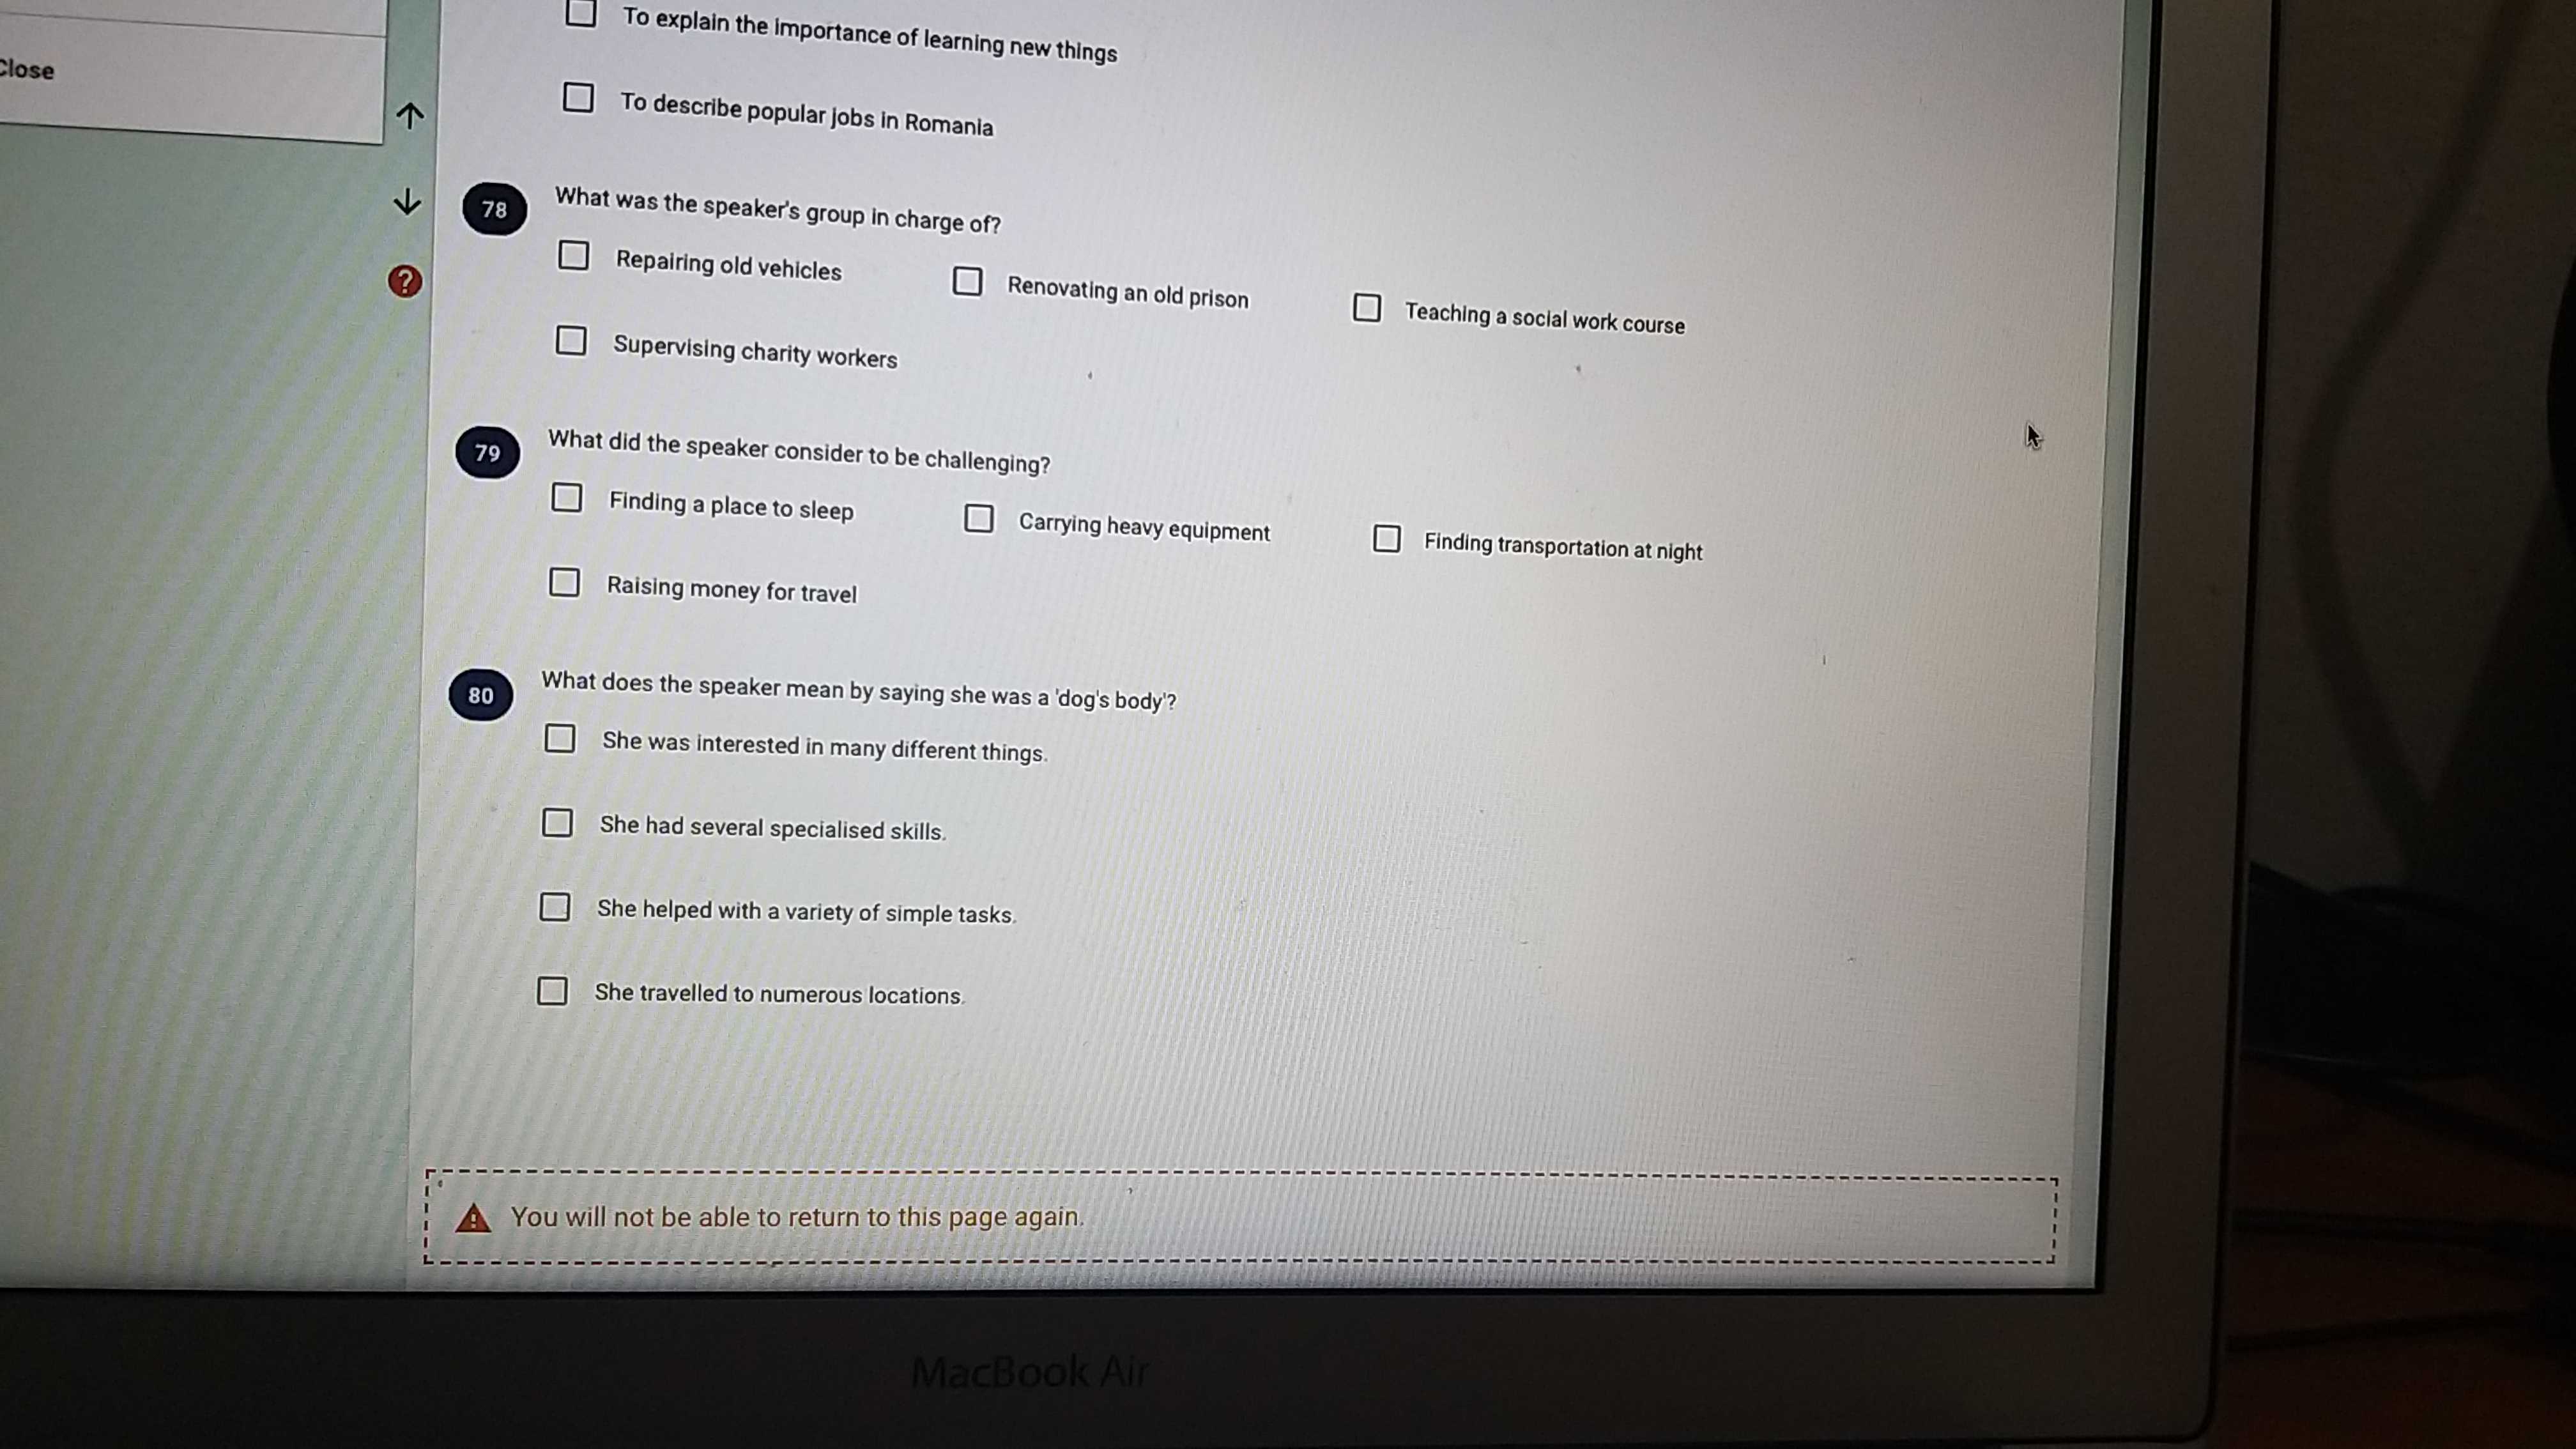 Close
To explain the importance of learning new things
To describe popular jobs in Romania
78 What was the speaker's group in charge of?
Repairing old vehicles Renovating an old prison Teaching a social work course
Supervising charity workers
79 What did the speaker consider to be challenging?
Finding a place to sleep Carrying heavy equipment Finding transportation at night
Raising money for travel
80 What does the speaker mean by saying she was a 'dog's body'?
She was interested in many different things.
She had several specialised skills.
She helped with a variety of simple tasks.
She travelled to numerous locations.
You will not be able to return to this page again.
MacBook Air